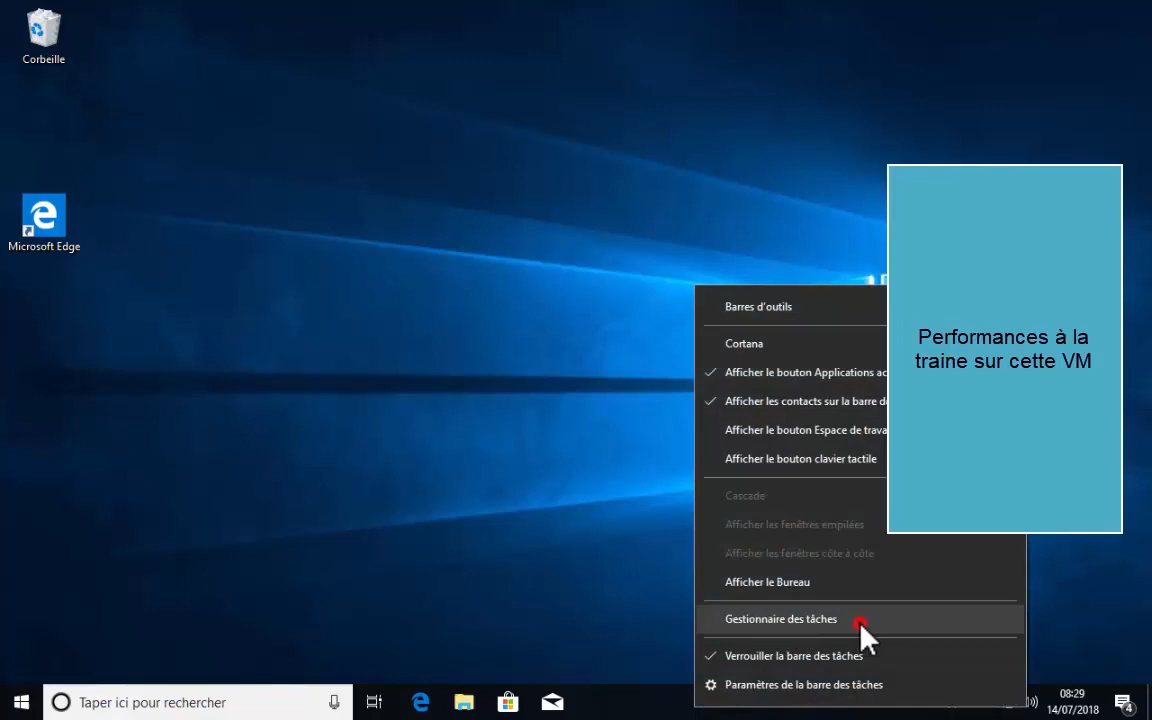 Corbeille
Microsoft Edge
Barres d'outils
Cortana
Afficher le bouton Applications ac
Afficher les contacts sur la barre de
Afficher le bouton Espace de trava
Afficher le bouton clavier tactile
Cascade
Afficher les fenêtres empilées
Afficher les fenêtres côte à côte
Afficher le Bureau
Gestionnaire des tâches
Verrouiller la barre des tâches
Paramètres de la barre des tâches
Performances à la
traine sur cette VM
Taper ici pour rechercher
08:29
14/07/2018
4